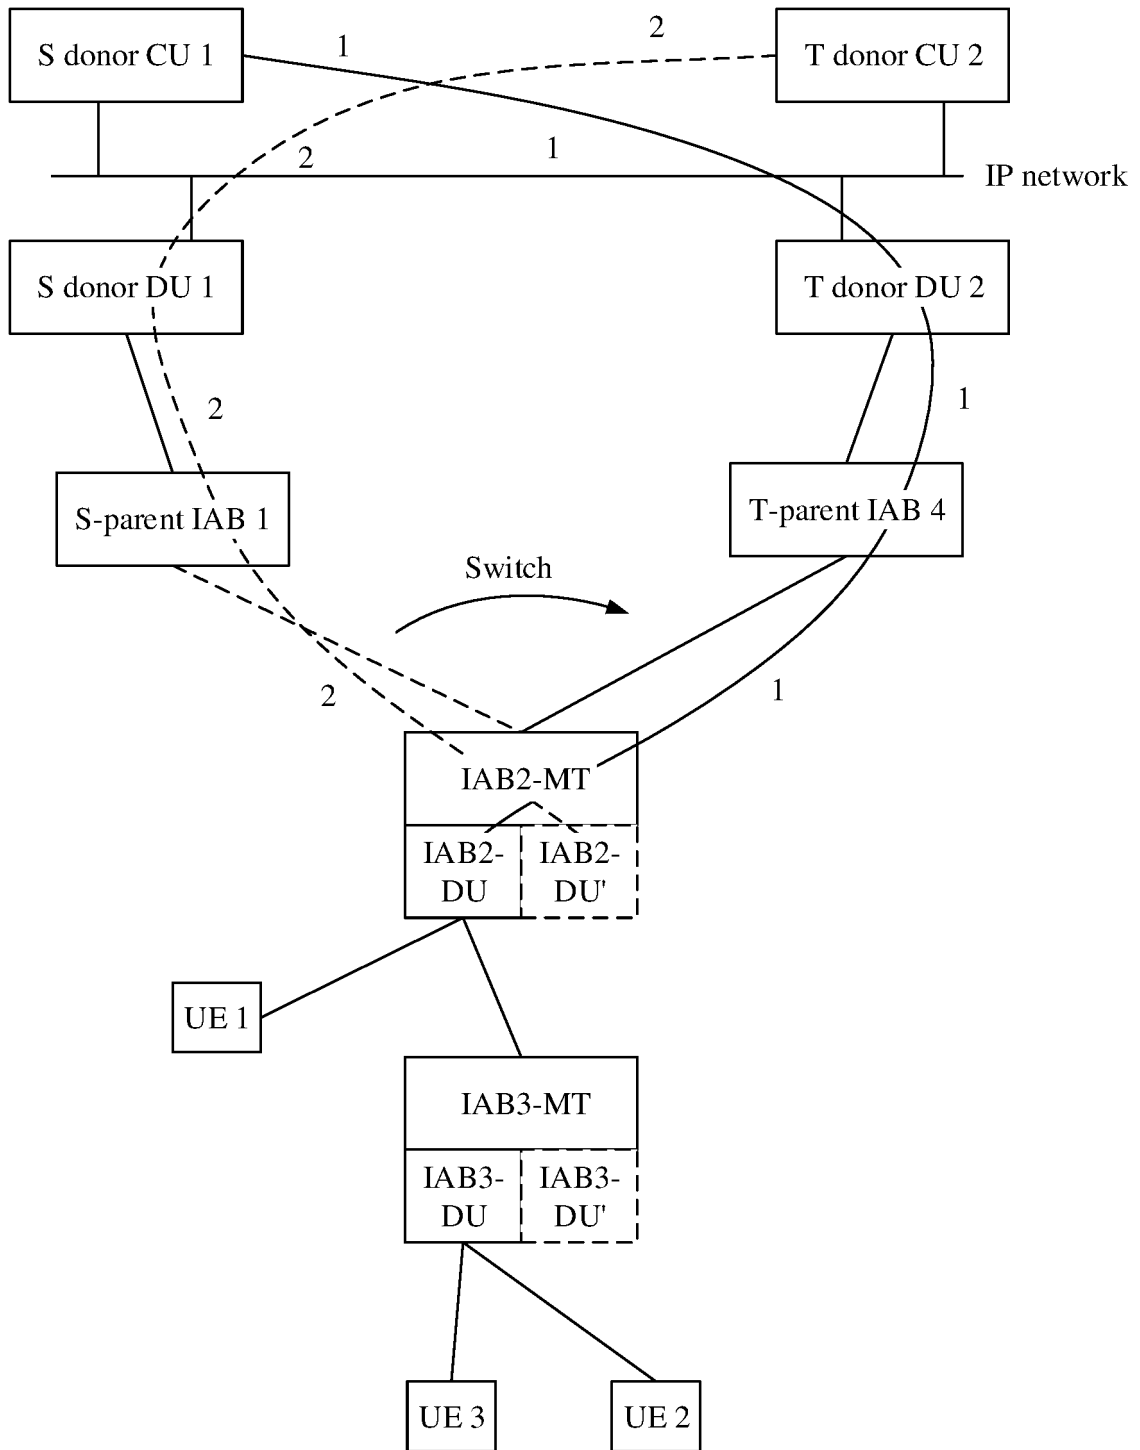 S donor CU 1
1
2
T donor CU 2
2
1
IP network
S donor DU 1
T donor DU 2
2
1
S-parent IAB 1
T-parent IAB 4
Switch
2
1
IAB2-MT
IAB2-
DU
IAB2-
DU'
UE 1
IAB3-MT
IAB3-
DU
IAB3-
DU'
UE 3
UE 2